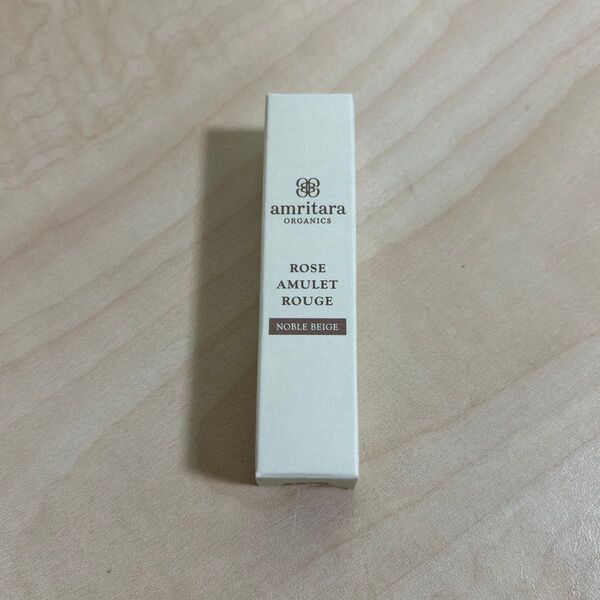 amritara
ORGANICS
ROSE
AMULET
ROUGE
NOBLE BEIGE